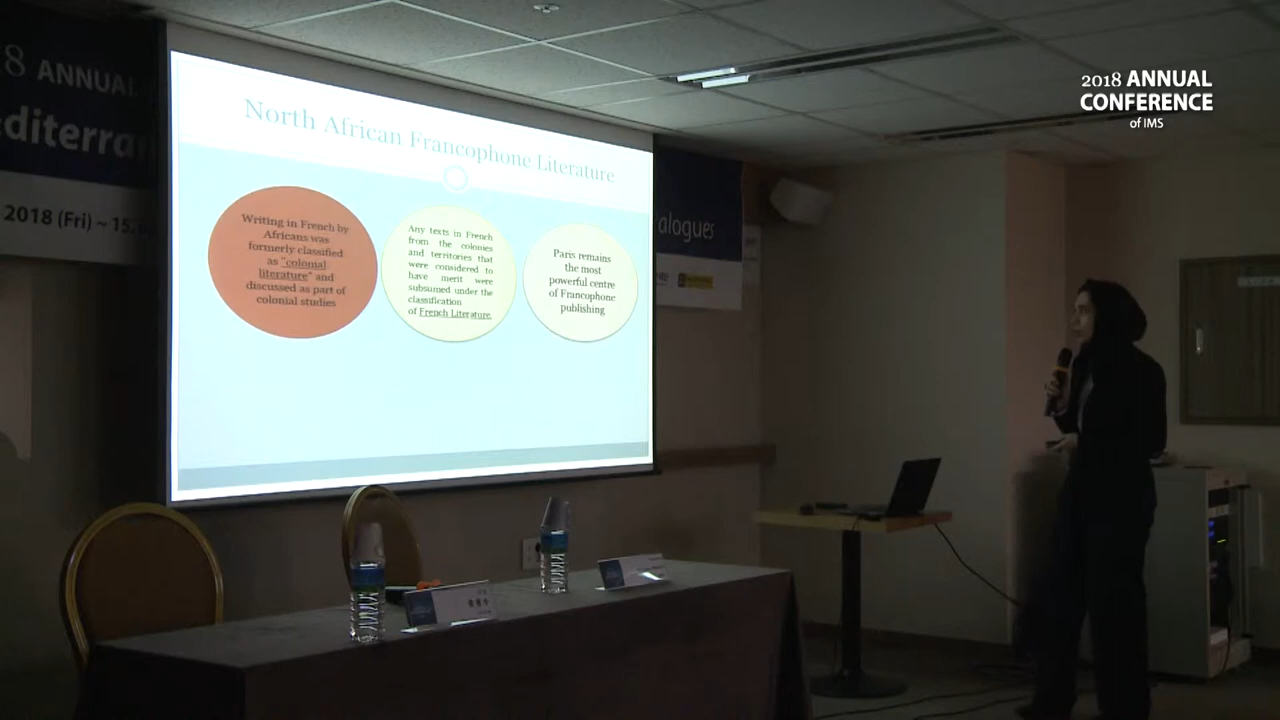 8 ANNUAL
editerra
2018 (Fri) ~ 15.
North African Francophone Literature
Writing in French by
Africans was
formerly classified
as "colonial
literature" and
discussed as part of
colonial studies
Any texts in French
from the colonies
and territories that
were considered to
have merit were
subsumed under the
classification
of French Literature.
Paris remains
the most
powerful centre
of Francophone
publishing
alogues
2018 ANNUAL
CONFERENCE
of IMS